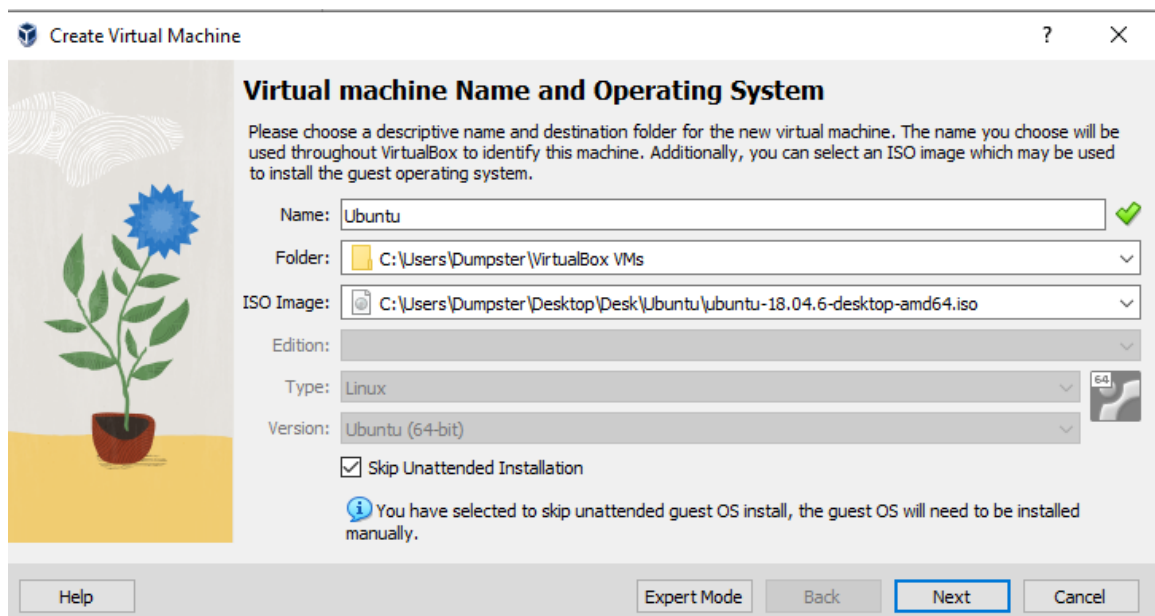 Create Virtual Machine
?
Virtual machine Name and Operating System
Please choose a descriptive name and destination folder for the new virtual machine. The name you choose will be
used throughout VirtualBox to identify this machine. Additionally, you can select an ISO image which may be used
to install the guest operating system.
Name: Ubuntu
Folder: C:\Users\Dumpster\VirtualBox VMs
ISO Image: C:\Users\Dumpster\Desktop\Desk\Ubuntu\ubuntu-18.04.6-desktop-amd64.iso
Edition:
Type: Linux
64
Version: Ubuntu (64-bit)
Skip Unattended Installation
You have selected to skip unattended guest OS install, the guest OS will need to be installed
manually.
Help Expert Mode Back Next Cancel